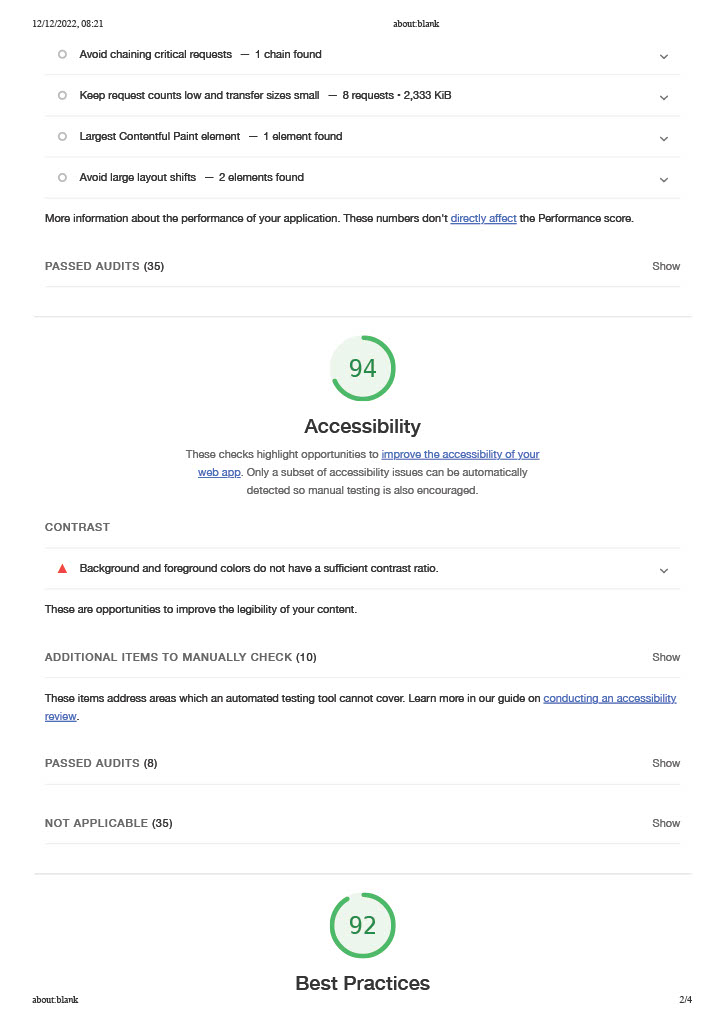 12/12/2022, 08:21 about:blank
Avoid chaining critical requests — 1 chain found
Keep request counts low and transfer sizes small — 8 requests • 2,333 KiB
Largest Contentful Paint element — 1 element found
Avoid large layout shifts — 2 elements found
More information about the performance of your application. These numbers don't directly affect the Performance score.
PASSED AUDITS (35) Show
94
Accessibility
These checks highlight opportunities to improve the accessibility of your
web app. Only a subset of accessibility issues can be automatically
detected so manual testing is also encouraged.
CONTRAST
Background and foreground colors do not have a sufficient contrast ratio.
These are opportunities to improve the legibility of your content.
ADDITIONAL ITEMS TO MANUALLY CHECK (10) Show
These items address areas which an automated testing tool cannot cover. Learn more in our guide on conducting an accessibility
review.
PASSED AUDITS (8) Show
NOT APPLICABLE (35) Show
92
Best Practices
about:blank 2/4